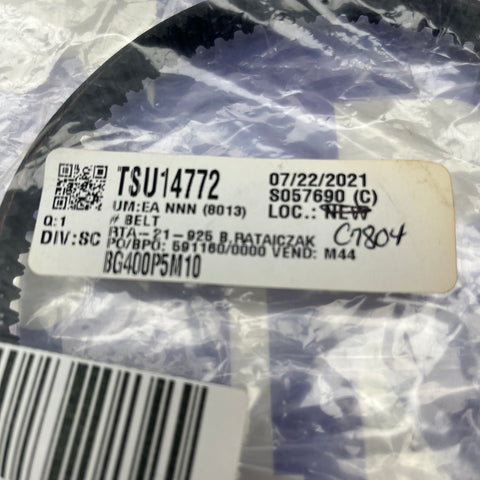 TSU14772 07/22/2021
UM:EA NNN (8013) S057690 (C)
Q:1 # BELT LOC.: NEW
DIV:SC RTA-21-925 B.RATAICZAK C7804
PO/BPO: 591160/0000 VEND: M44
BG400P5M10